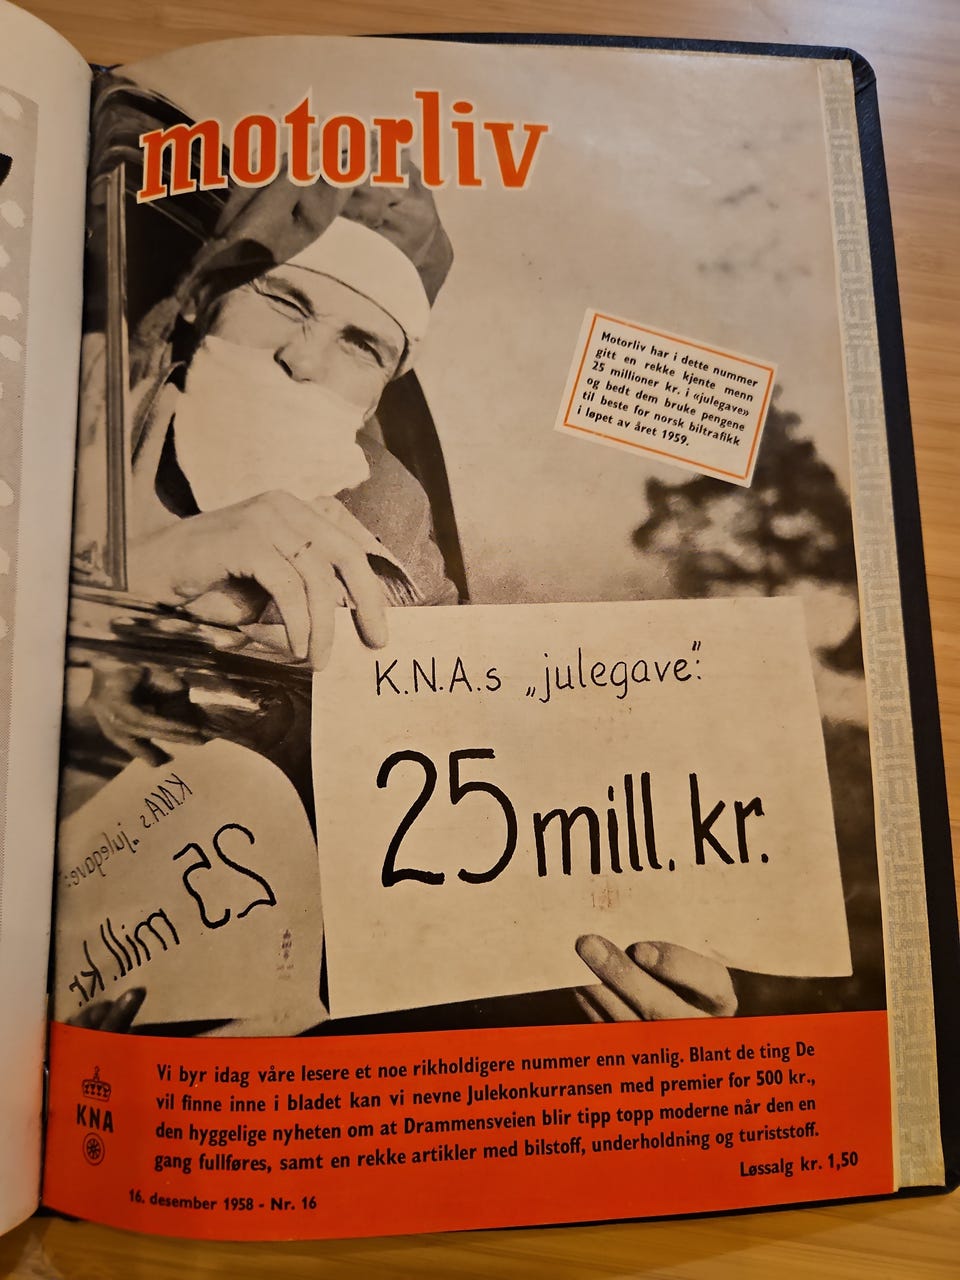 motorliv
Motorliv har i dette nummer
gitt en rekke kjente menn
25 millioner kr. i «julegave»
og bedt dem bruke pengene
til beste for norsk biltrafikk
i løpet av året 1959.
K.N.A.s „julegave":
25 mill. kr.
K.N.A.s „julegave":
25 mill. kr.
KNA
Vi byr idag våre lesere et noe rikholdigere nummer enn vanlig. Blant de ting De
vil finne inne i bladet kan vi nevne Julekonkurransen med premier for 500 kr.,
den hyggelige nyheten om at Drammensveien blir tipp topp moderne når den en
gang fullføres, samt en rekke artikler med bilstoff, underholdning og turiststoff.
Løssalg kr. 1,50
16. desember 1958 - Nr. 16